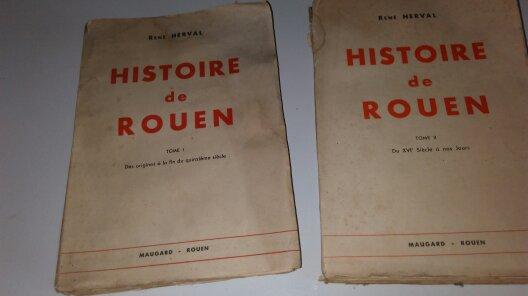 René HERVAL
HISTOIRE
de
ROUEN
TOME I
Des origines à la fin du quinzième siècle
MAUGARD - ROUEN
René HERVAL
HISTOIRE
de
ROUEN
TOME II
Du XVIᵉ Siècle à nos Jours
MAUGARD - ROUEN